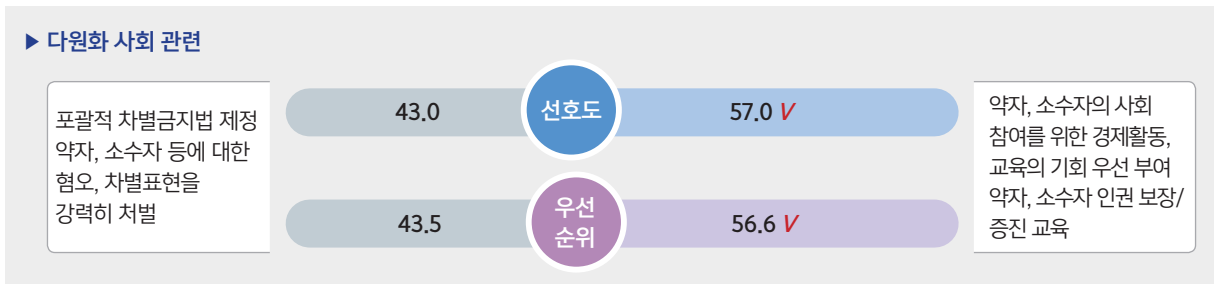 ▶ 다원화 사회 관련
포괄적 차별금지법 제정
약자, 소수자 등에 대한
혐오, 차별표현을
강력히 처벌
43.0
선호도
57.0 V
43.5
우선
순위
56.6 V
약자, 소수자의 사회
참여를 위한 경제활동,
교육의 기회 우선 부여
약자, 소수자 인권 보장/
증진 교육